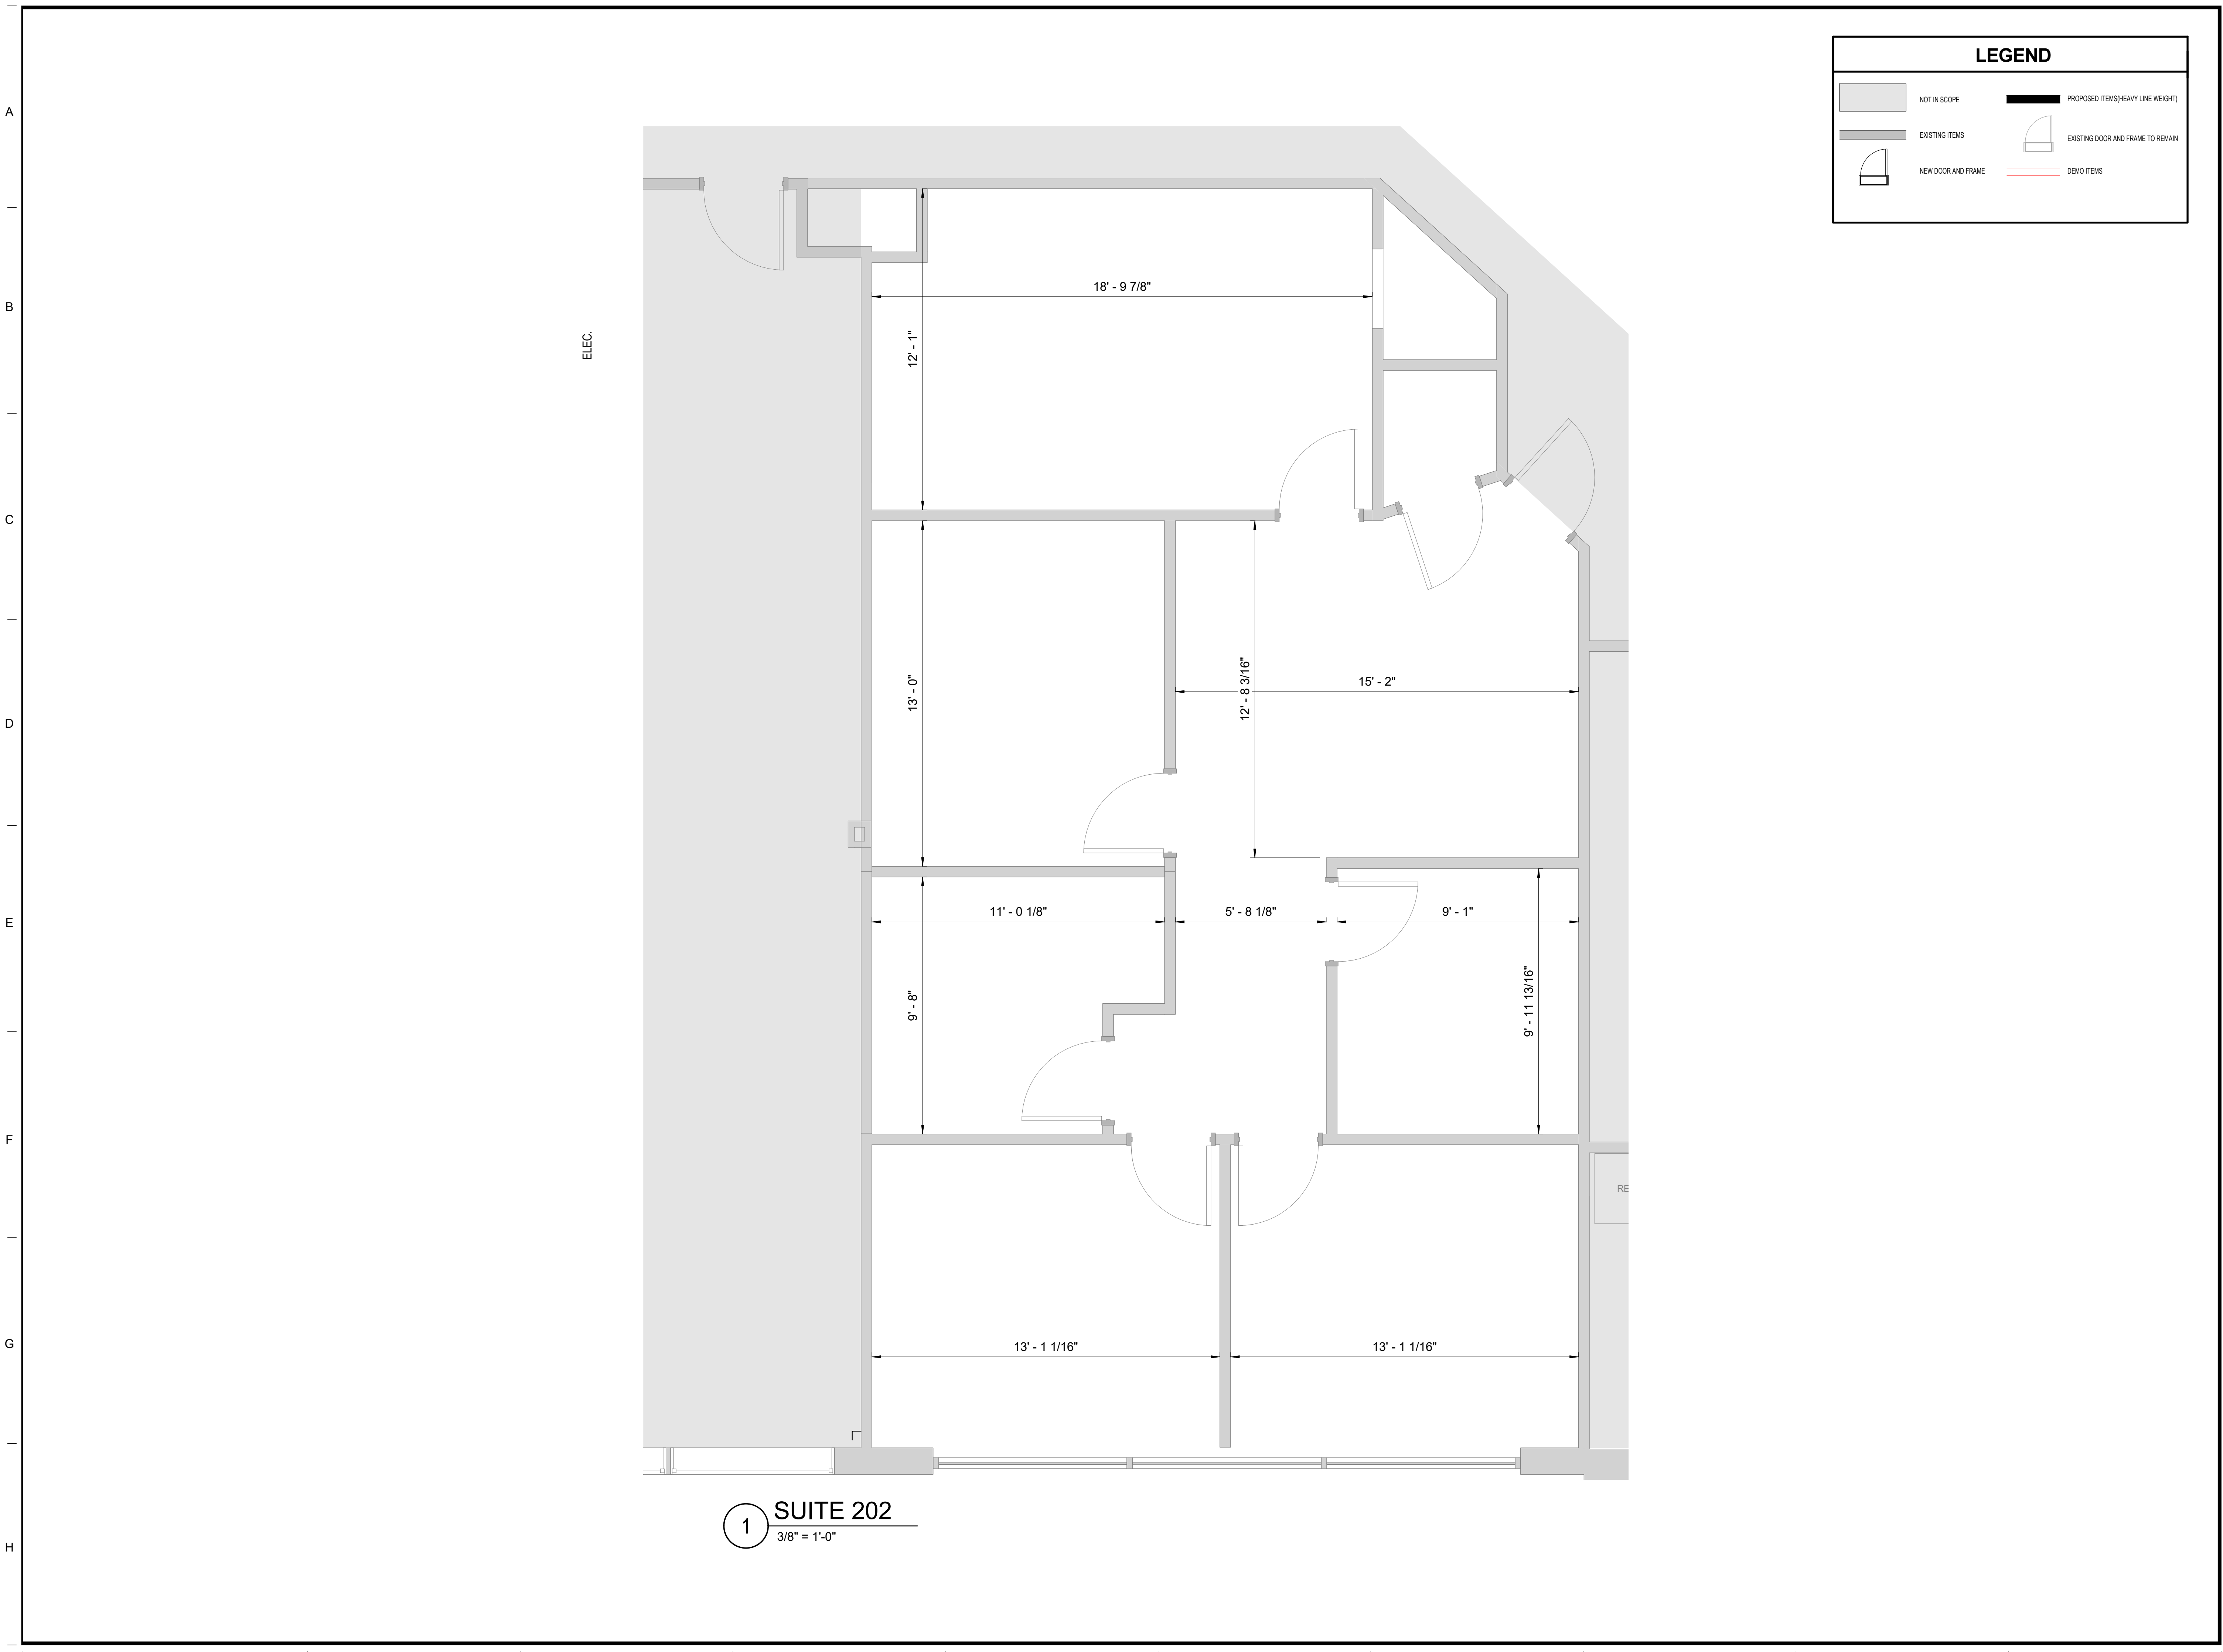 LEGEND
NOT IN SCOPE
PROPOSED ITEMS(HEAVY LINE WEIGHT)
EXISTING ITEMS
EXISTING DOOR AND FRAME TO REMAIN
NEW DOOR AND FRAME
DEMO ITEMS
A
B
C
D
E
F
G
H
ELEC.
18' - 9 7/8"
12' - 1"
13' - 0"
12' - 8 3/16"
15' - 2"
11' - 0 1/8"
5' - 8 1/8"
9' - 1"
9' - 8"
9' - 11 13/16"
RE
13' - 1 1/16"
13' - 1 1/16"
1
SUITE 202
3/8" = 1'-0"